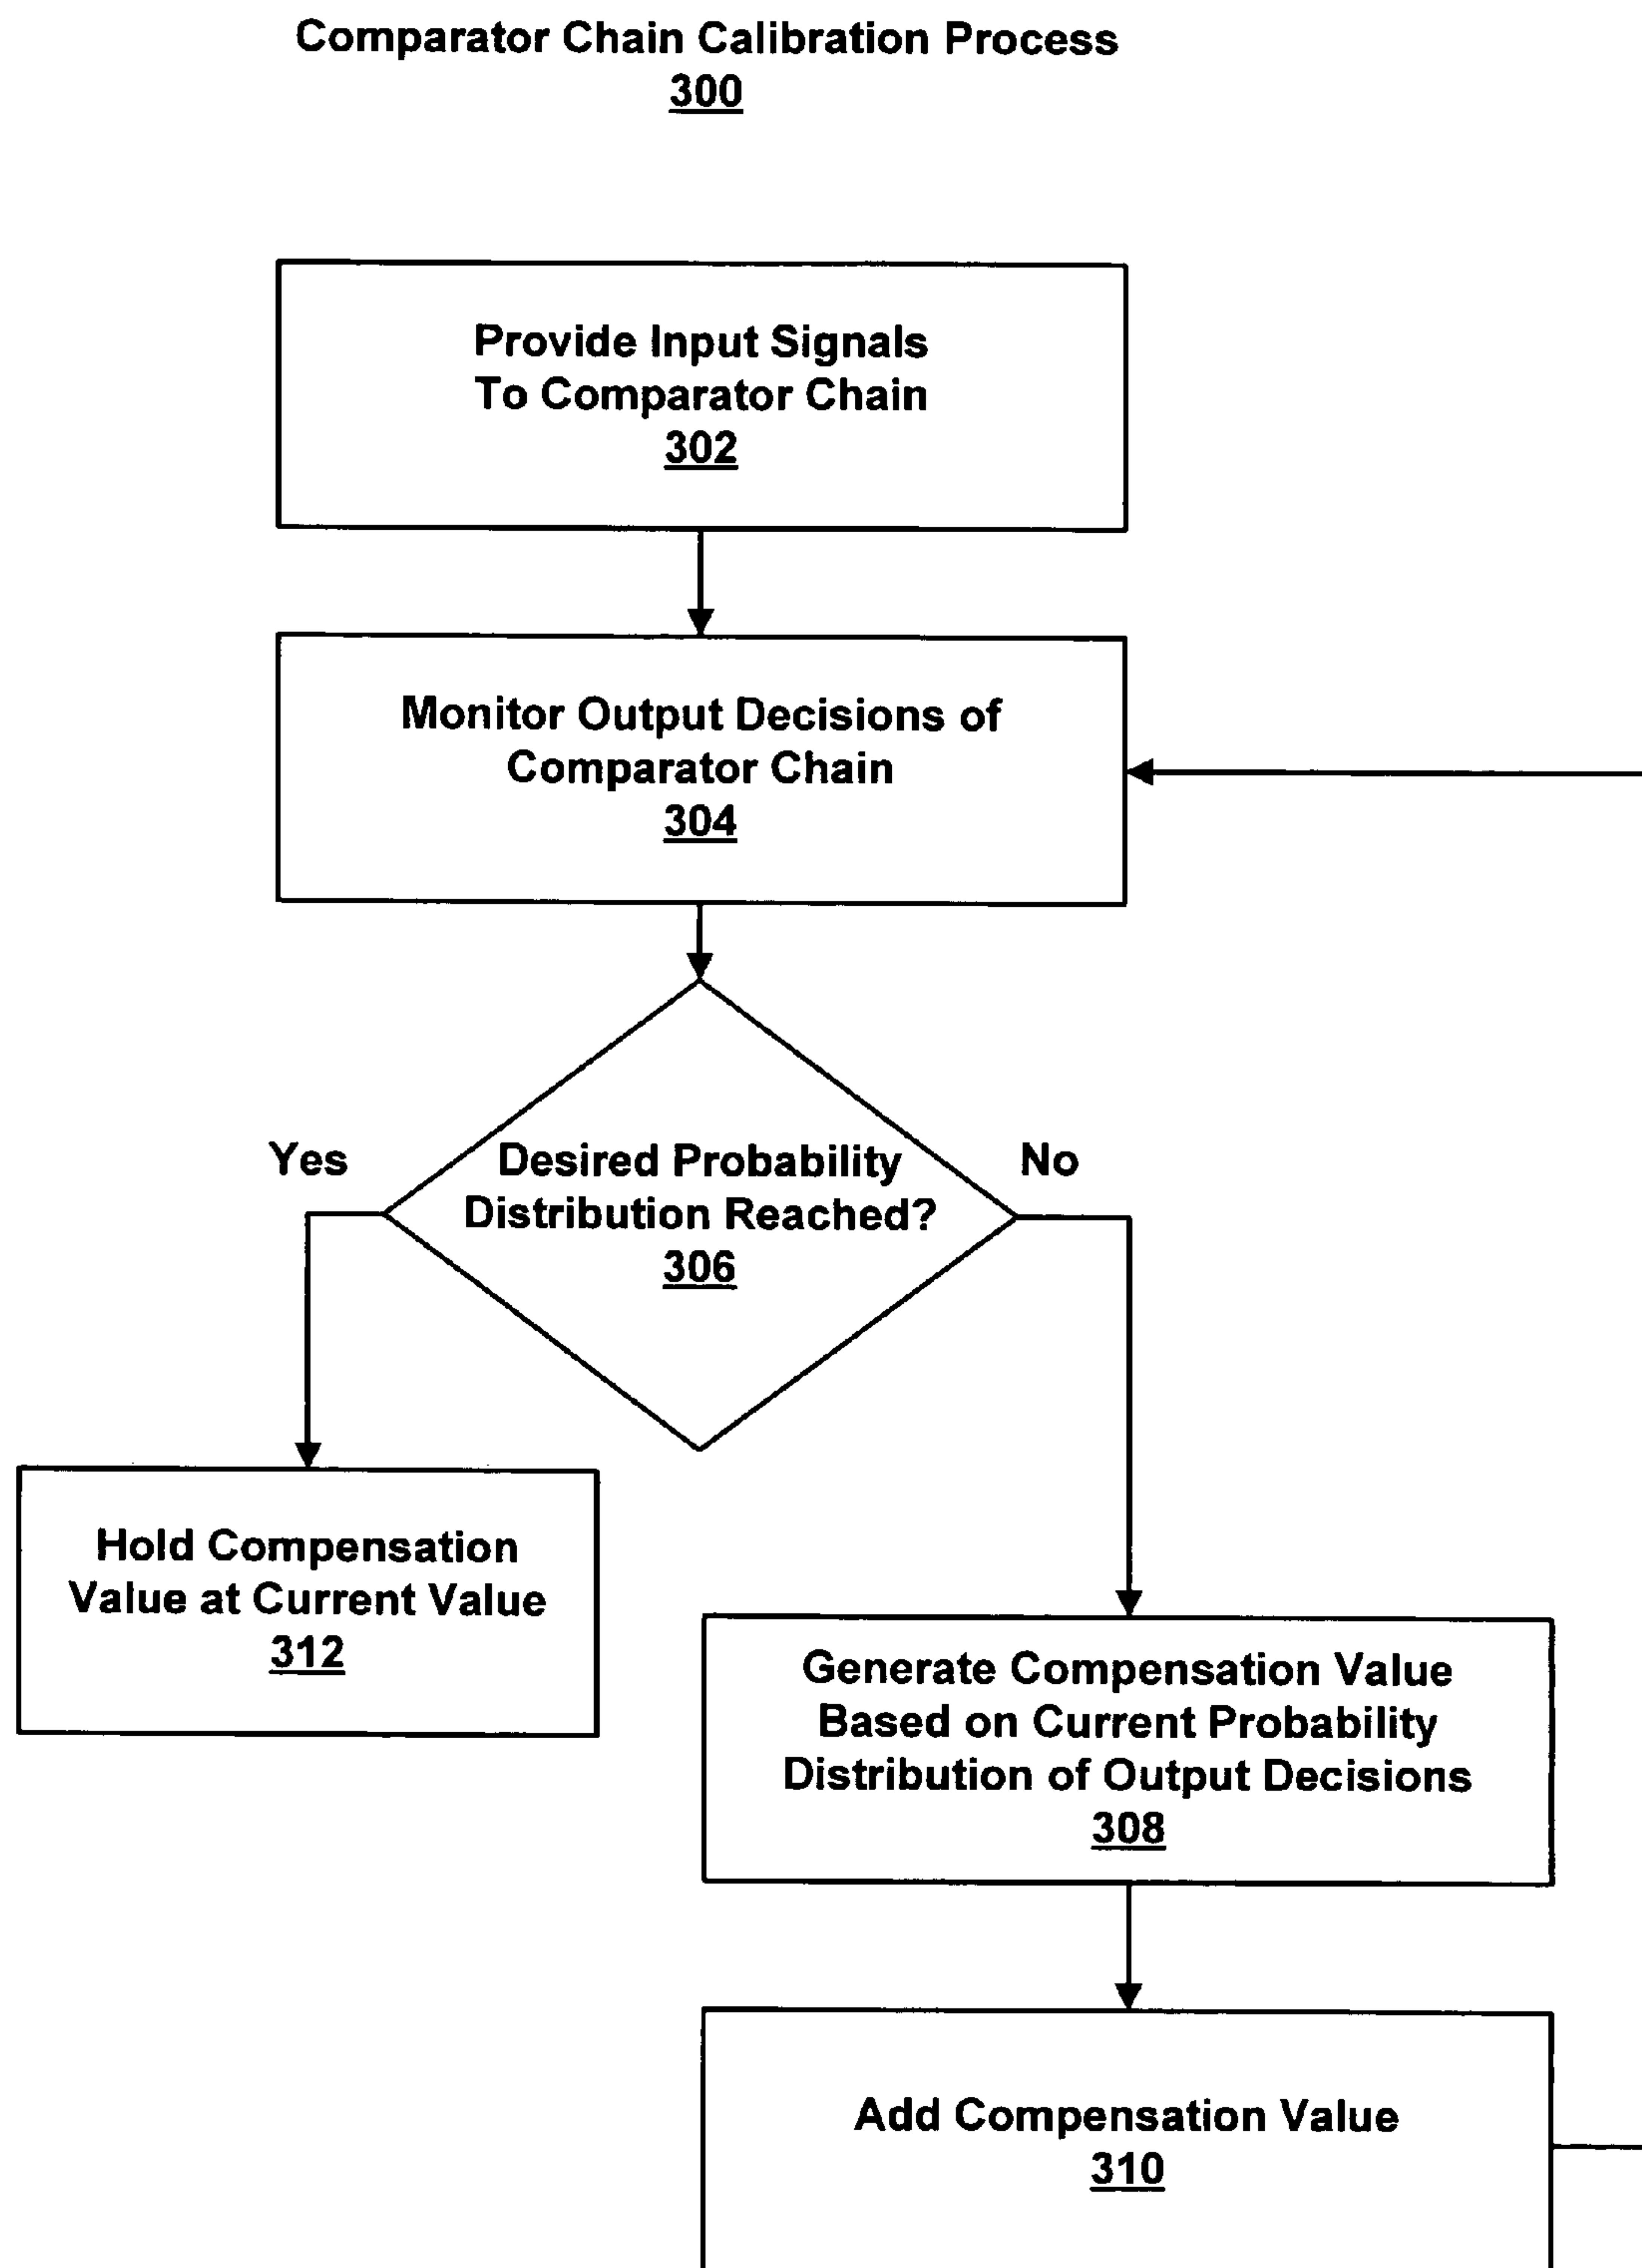 Comparator Chain Calibration Process
300
Provide Input Signals
To Comparator Chain
302
Monitor Output Decisions of
Comparator Chain
304
Yes
Desired Probability
Distribution Reached?
306
No
Hold Compensation
Value at Current Value
312
Generate Compensation Value
Based on Current Probability
Distribution of Output Decisions
308
Add Compensation Value
310